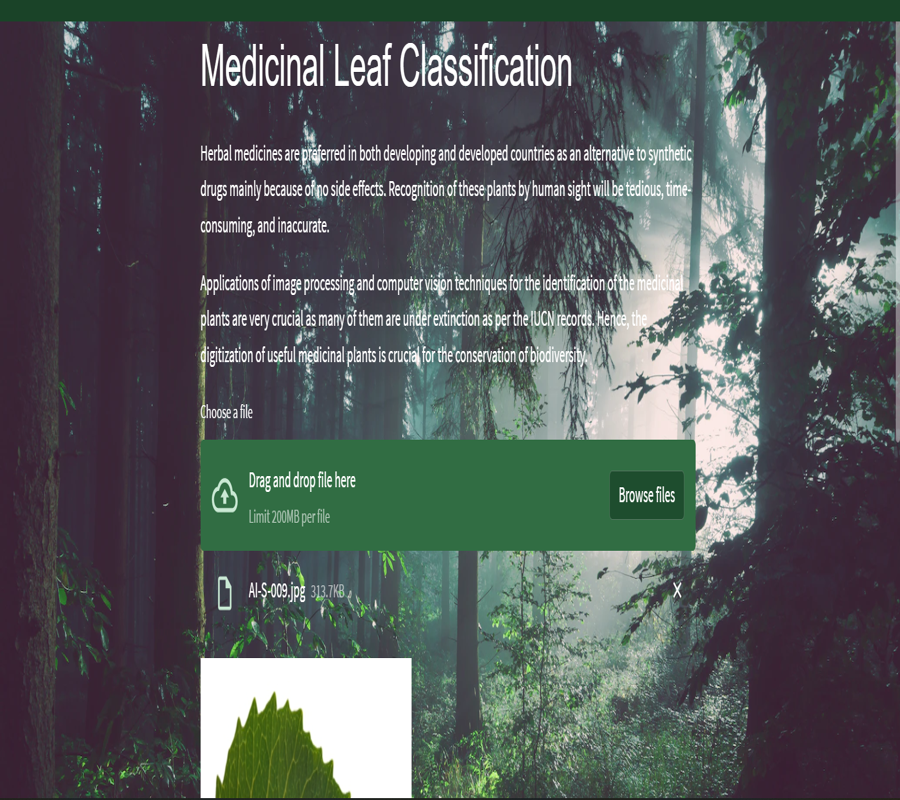 Medicinal Leaf Classification
Herbal medicines are preferred in both developing and developed countries as an alternative to synthetic
drugs mainly because of no side effects. Recognition of these plants by human sight will be tedious, time-
consuming, and inaccurate.
Applications of image processing and computer vision techniques for the identification of the medicinal
plants are very crucial as many of them are under extinction as per the IUCN records. Hence, the
digitization of useful medicinal plants is crucial for the conservation of biodiversity.
Choose a file
Drag and drop file here
Limit 200MB per file
Browse files
AI-S-009.jpg 313.7KB
X